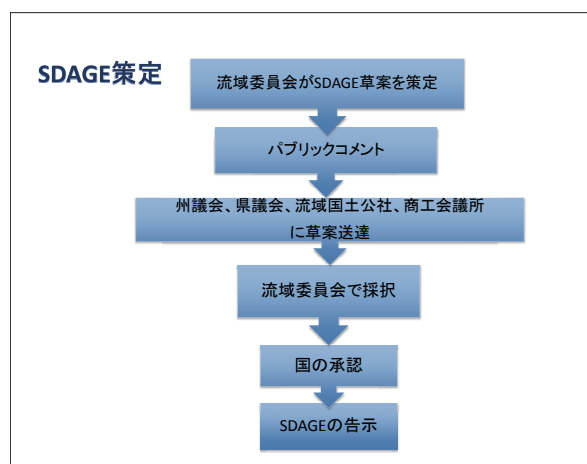 SDAGE策定
流域委員会がSDAGE草案を策定
パブリックコメント
州議会、県議会、流域国土公社、商工会議所
に草案送達
流域委員会で採択
国の承認
SDAGEの告示